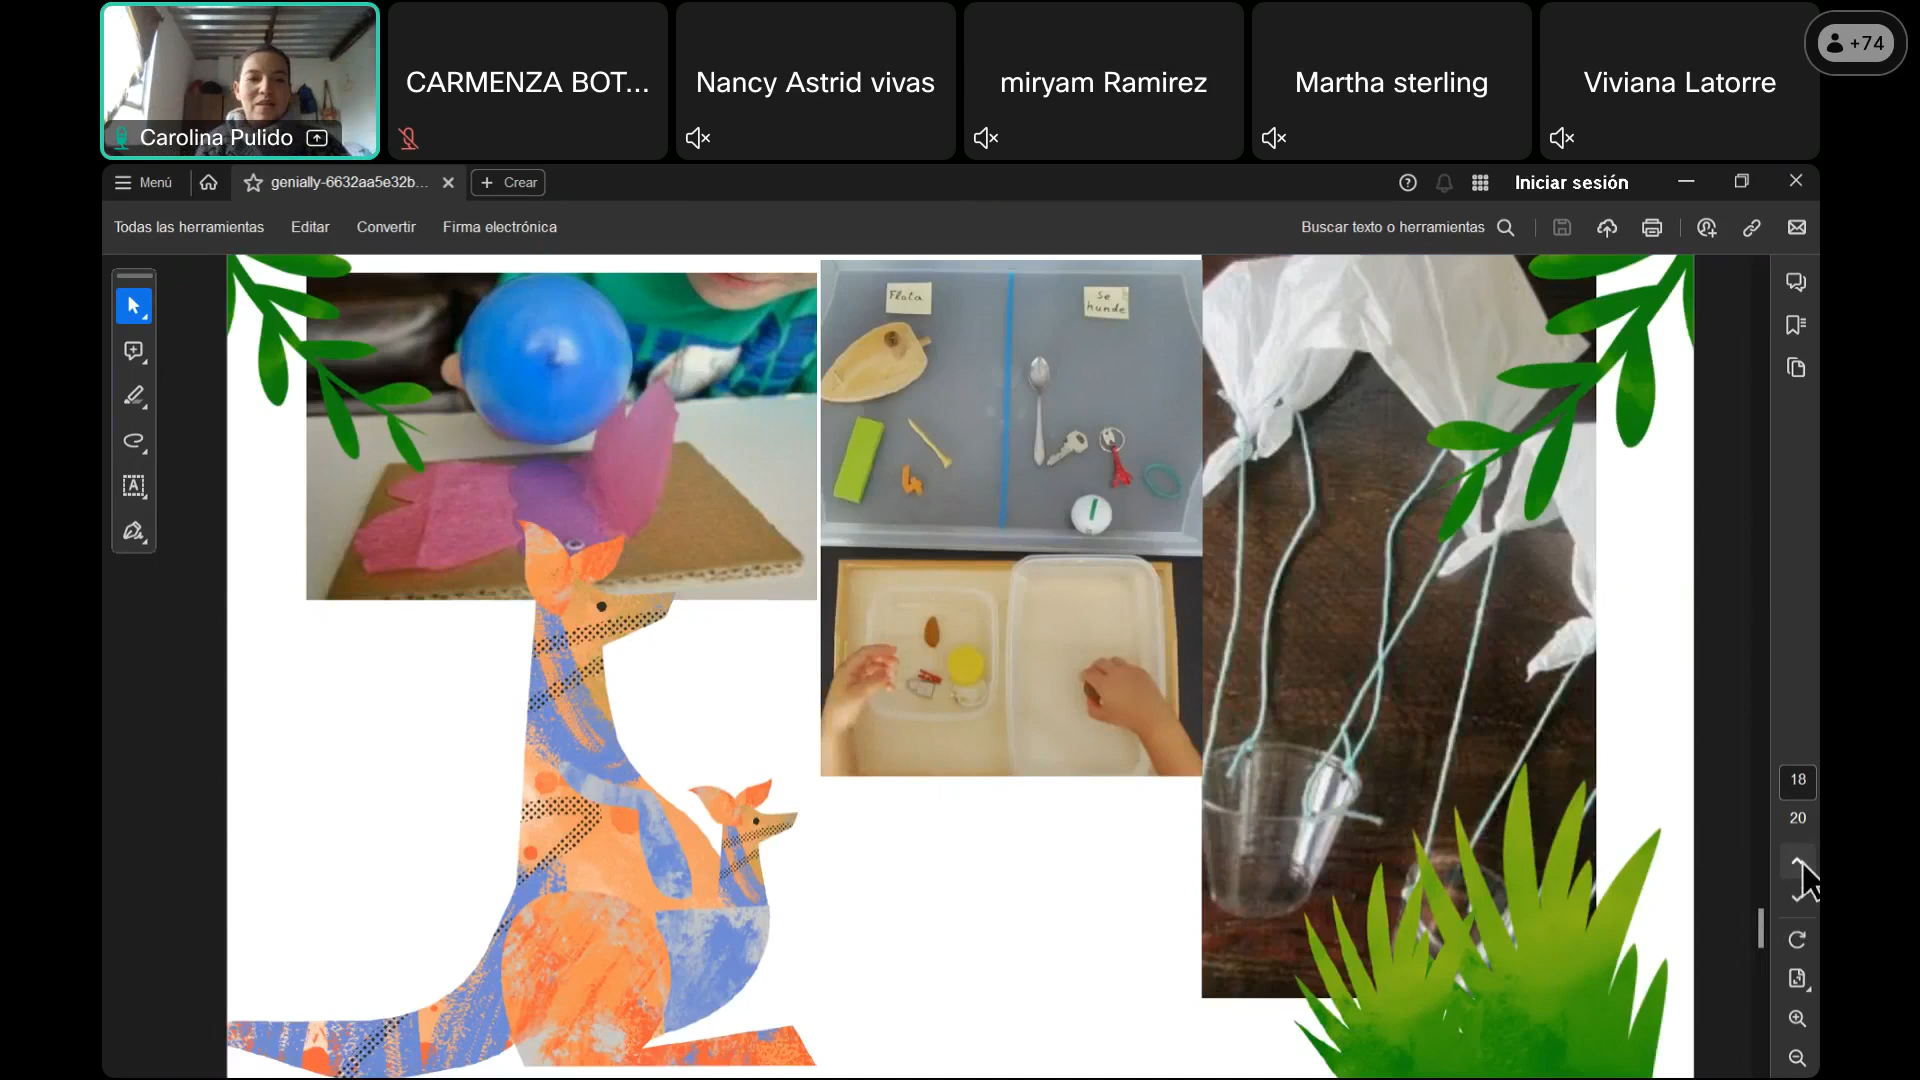 Carolina Pulido
CARMENZA BOT...
Nancy Astrid vivas
miryam Ramirez
Martha sterling
Viviana Latorre
+74
Menú
genially-6632aa5e32b...
Crear
Iniciar sesión
Todas las herramientas
Editar
Convertir
Firma electrónica
Buscar texto o herramientas
Flota
Se
hunde
18
20